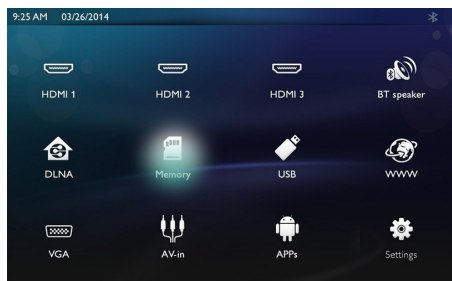 9:25 AM 03/26/2014
HDMI 1 HDMI 2 HDMI 3 BT speaker
DLNA Memory USB WWW
VGA AV-in APPs Settings